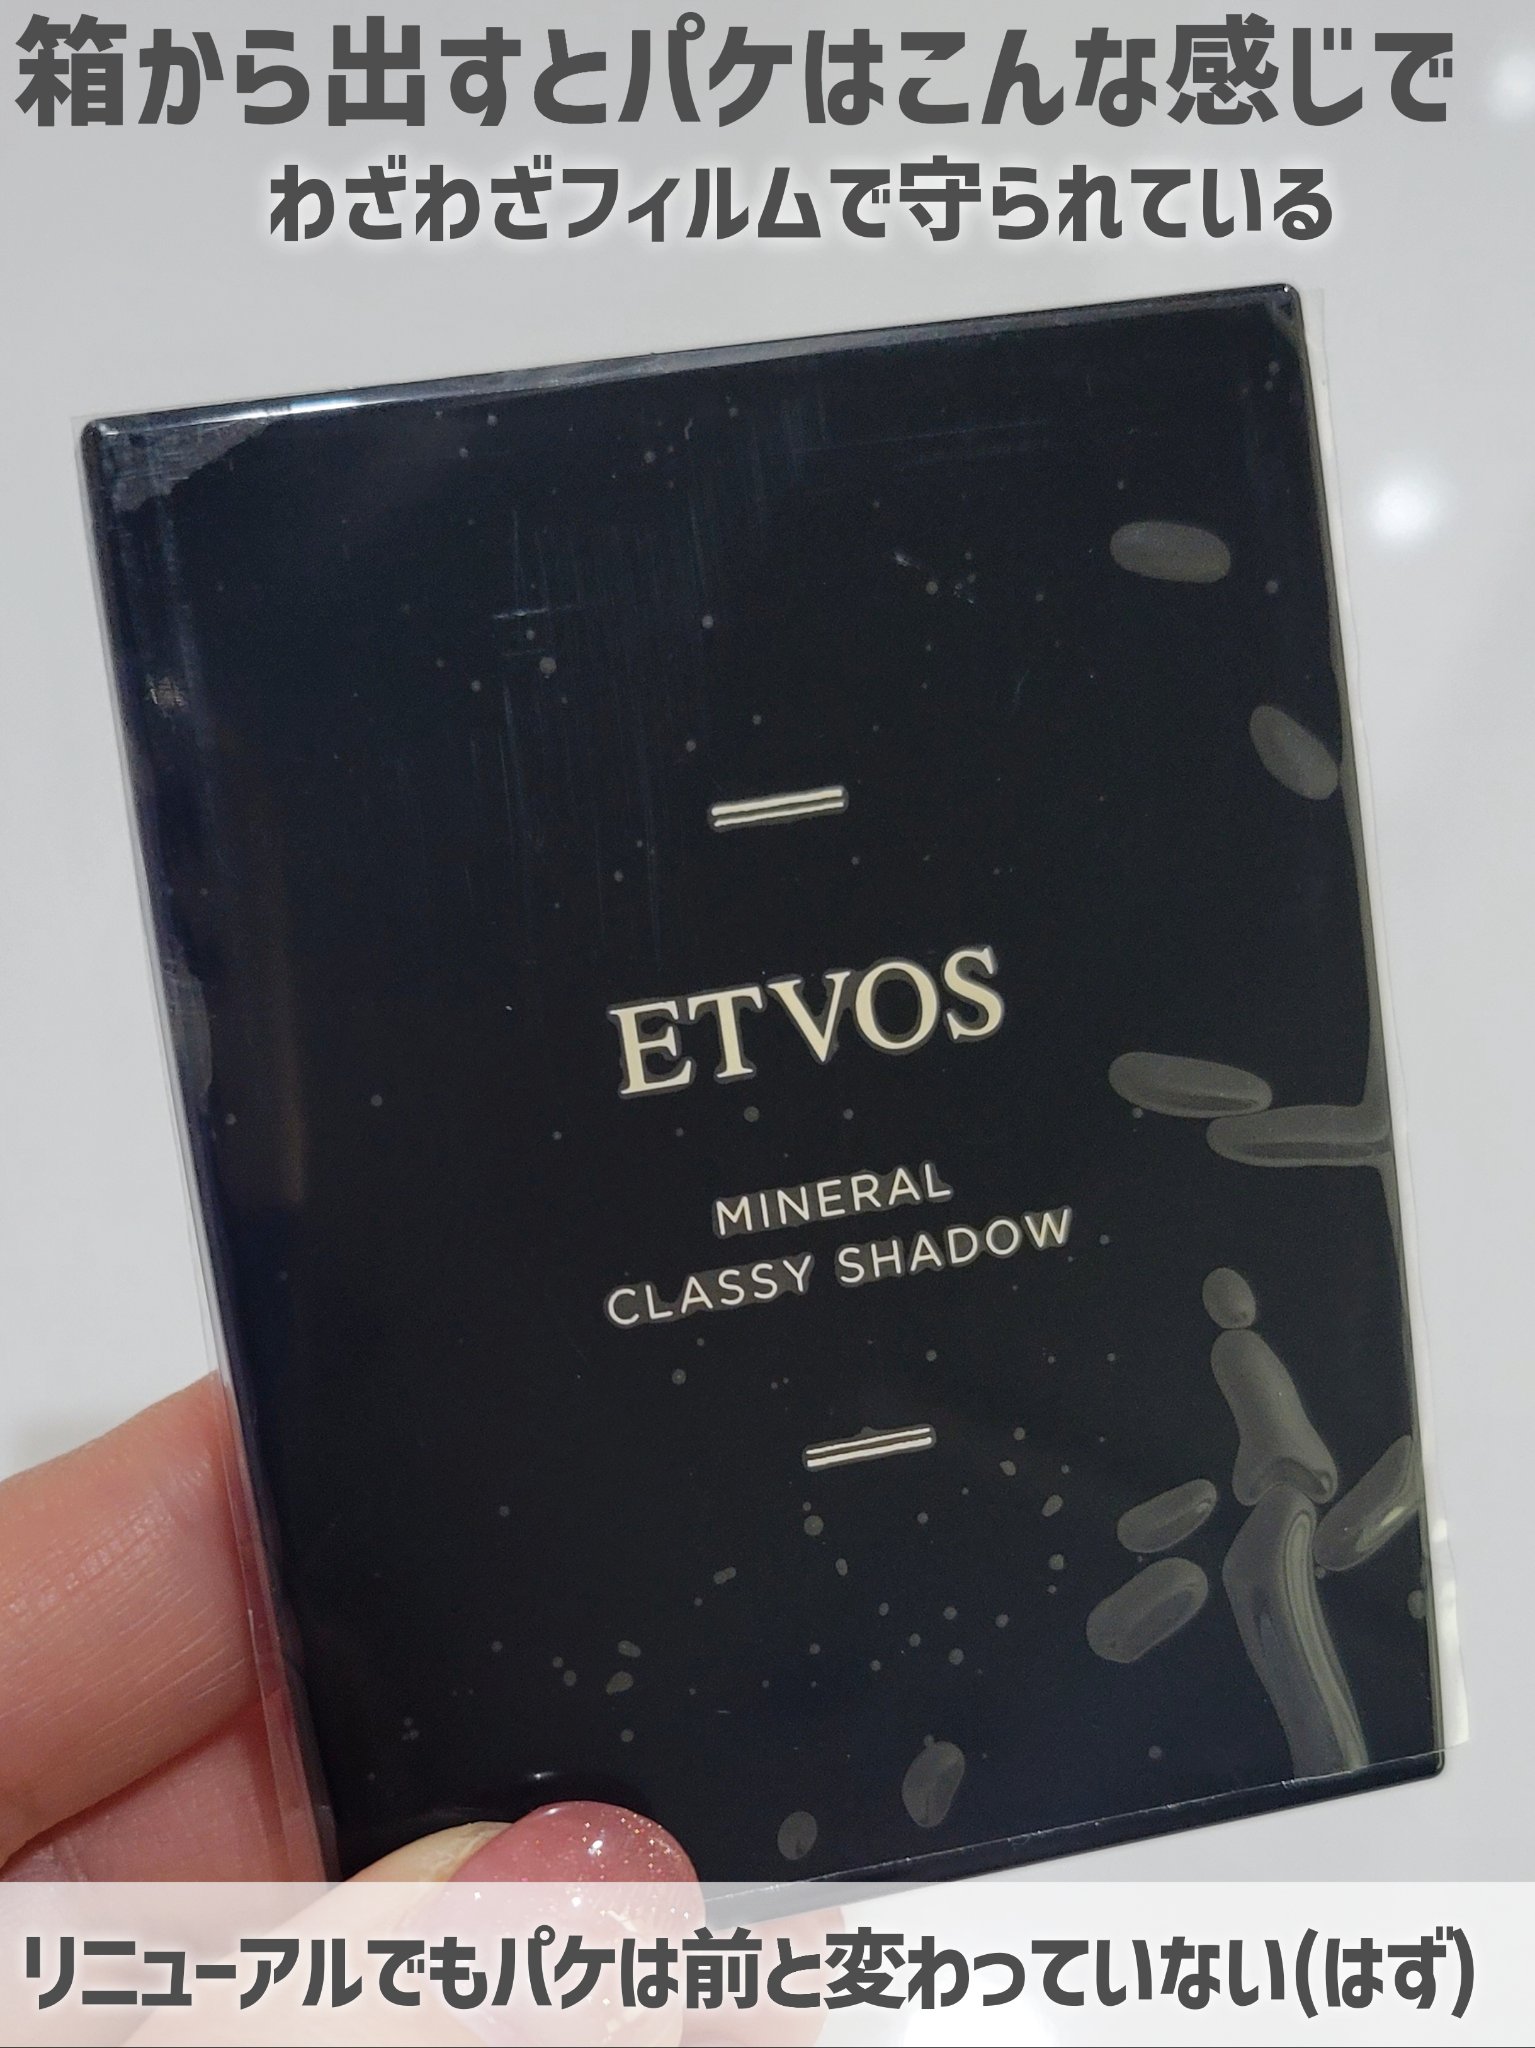 箱から出すとパケはこんな感じで
わざわざフィルムで守られている
ETVOS
MINERAL
CLASSY SHADOW
リニューアルでもパケは前と変わっていない(はず)